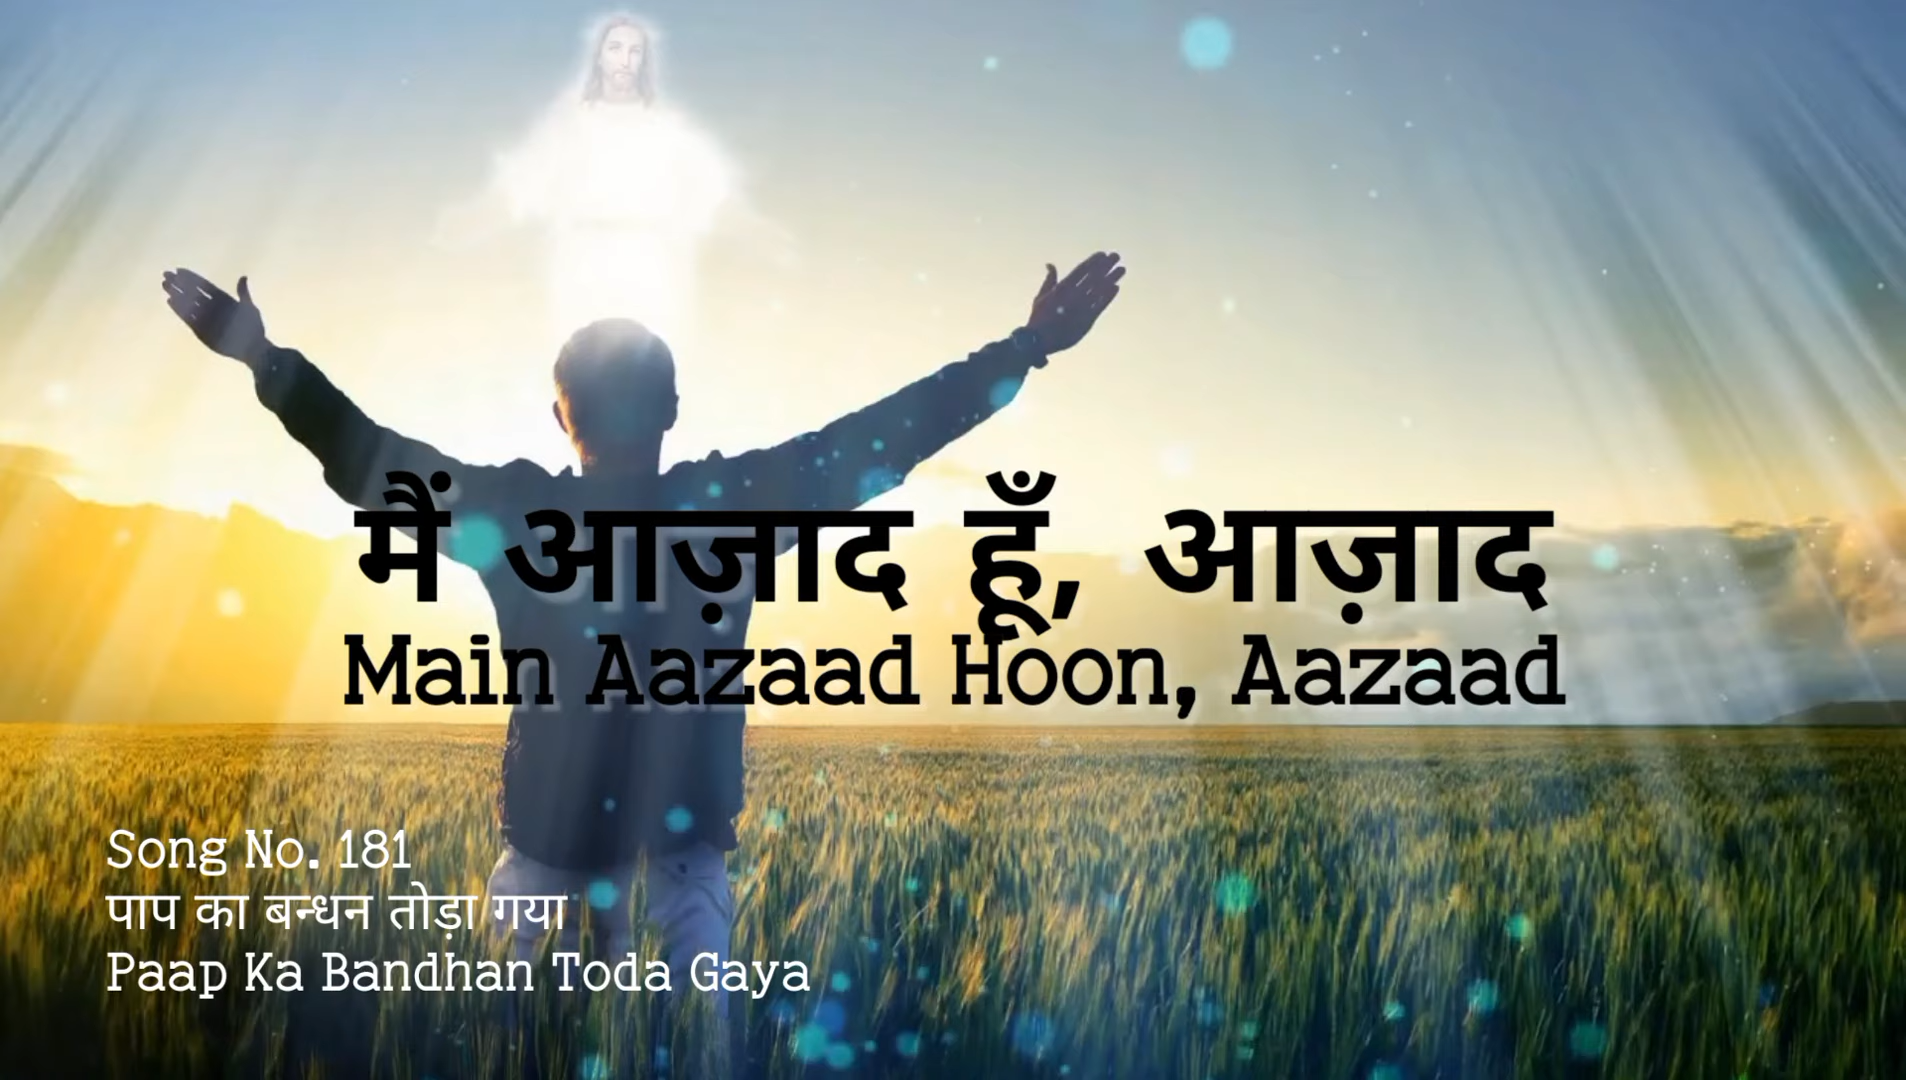 मैं आज़ाद हूँ, आज़ाद
Main Aazaad Hoon, Aazaad
Song No. 181
पाप का बन्धन तोड़ा गया
Paap Ka Bandhan Toda Gaya